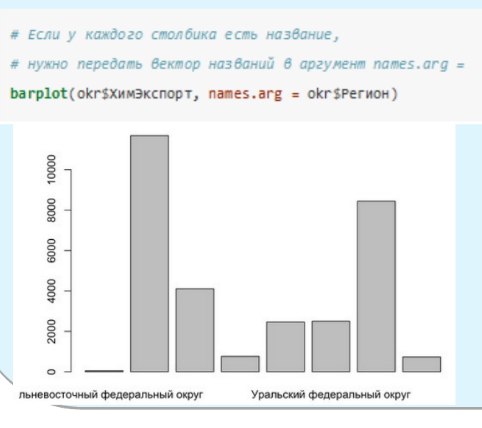 # Если у каждого столбика есть название,
# нужно передать вектор названий в аргумент names.arg =
barplot(okr$ХимЭкспорт, names.arg = okr$Регион)
10000
8000
6000
4000
2000
0
льневосточный федеральный округ Уральский федеральный округ